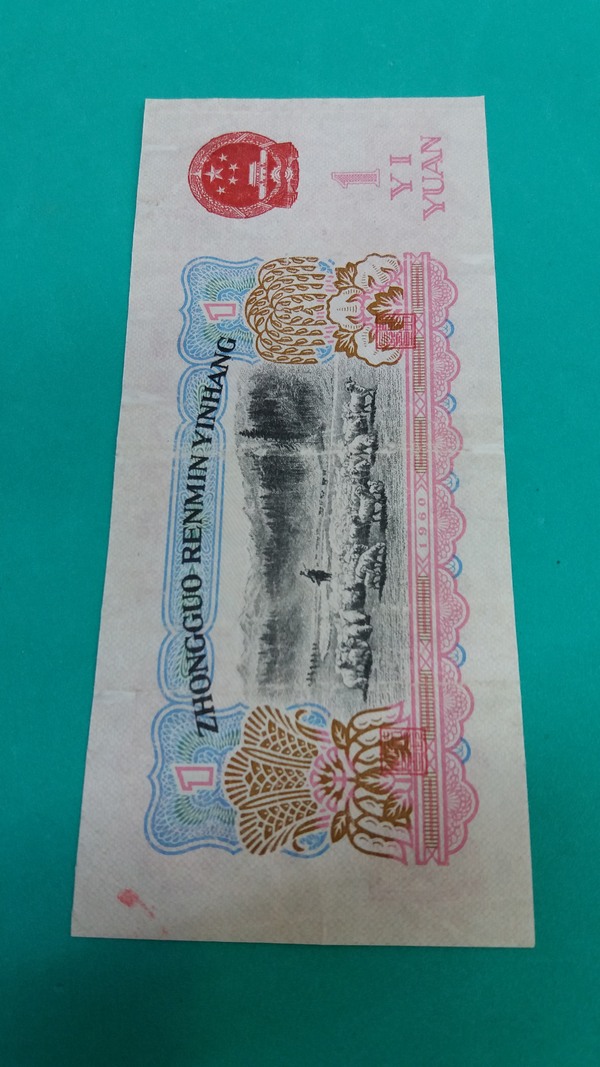 ZHONGGUO RENMIN YINHANG
1
1
1
YI
YUAN
1960